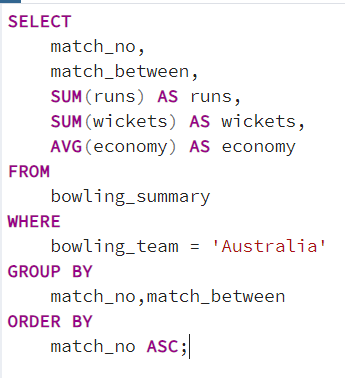 SELECT
    match_no,
    match_between,
    SUM(runs) AS runs,
    SUM(wickets) AS wickets,
    AVG(economy) AS economy
FROM
    bowling_summary
WHERE
    bowling_team = 'Australia'
GROUP BY
    match_no,match_between
ORDER BY
    match_no ASC;